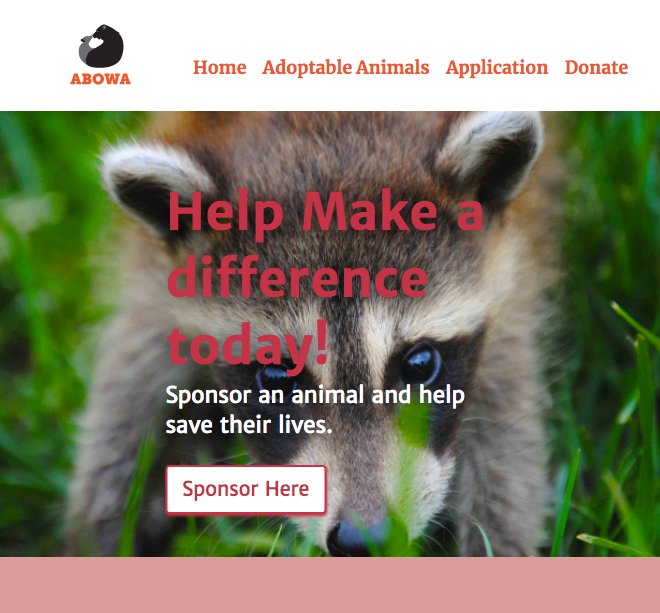 ABOWA
Home Adoptable Animals Application Donate
Help Make a
difference
today!
Sponsor an animal and help
save their lives.
Sponsor Here